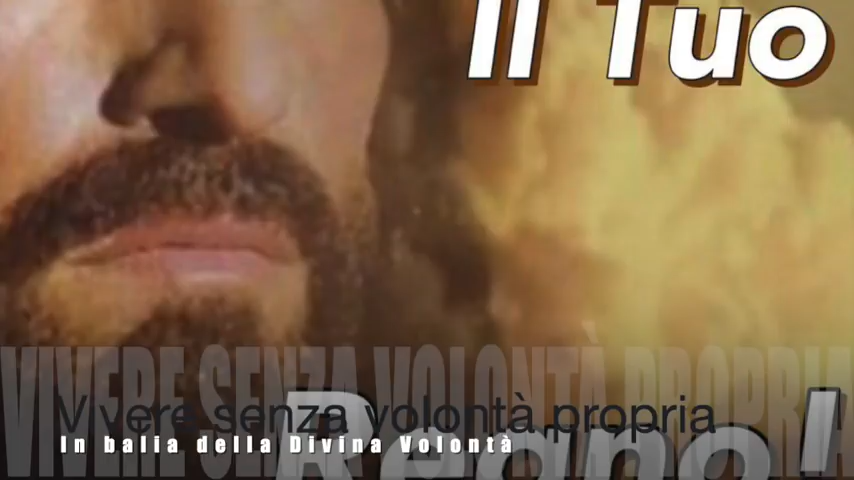 Il Tuo
VIVERE SENZA VOLONTÀ PROPRIA
Vivere senza volontà propria
In balia della Divina Volontà
Regno!